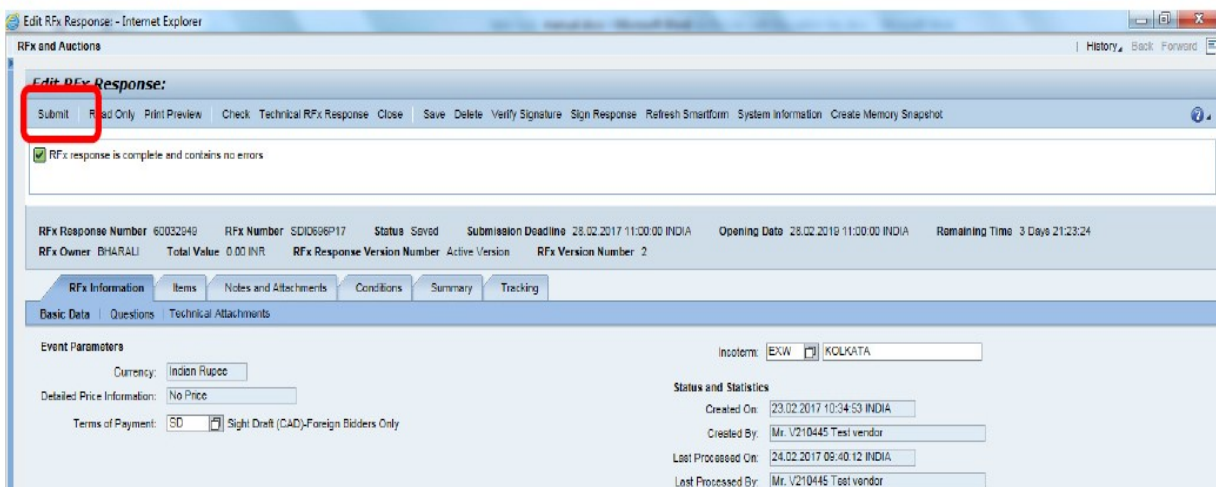 Edit RFx Response: - Internet Explorer
RFx and Auctions
History Back Forward
Edit RFx Response:
Submit Read Only Print Preview Check Technical RFx Response Close Save Delete Verify Signature Sign Response Refresh Smartform System Information Create Memory Snapshot
RFx response is complete and contains no errors
RFx Response Number 60032949 RFx Number SDI0696P17 Status Saved Submission Deadline 28.02.2017 11:00:00 INDIA Opening Date 28.02.2019 11:00:00 INDIA Remaining Time 3 Days 21:23:24
RFx Owner BHARALI Total Value 0.00 INR RFx Response Version Number Active Version RFx Version Number 2
RFx Information Items Notes and Attachments Conditions Summary Tracking
Basic Data Questions Technical Attachments
Event Parameters
Incoterm: EXW KOLKATA
Currency: Indian Rupee
Status and Statistics
Detailed Price Information: No Price
Created On: 23.02.2017 10:34:53 INDIA
Terms of Payment: SD Sight Draft (CAD)-Foreign Bidders Only
Created By: Mr. V210445 Test vendor
Last Processed On: 24.02.2017 09:40:12 INDIA
Last Processed By: Mr. V210445 Test vendor